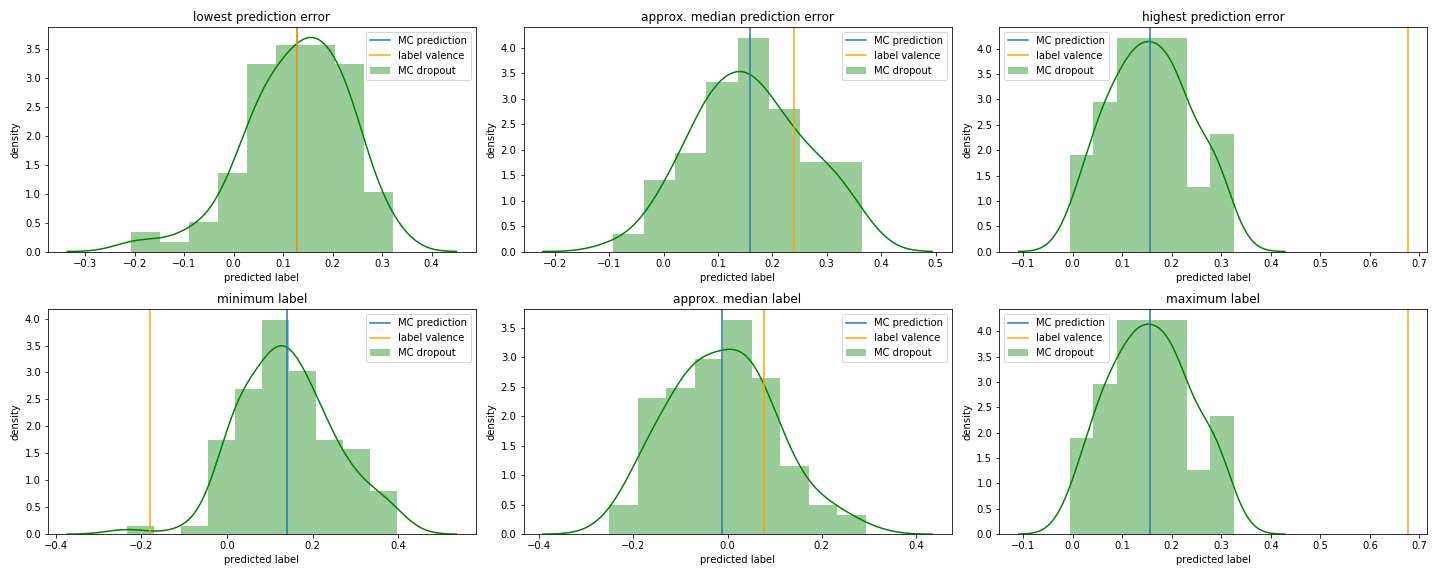 lowest prediction error
MC prediction
label valence
MC dropout
density
3.5
3.0
2.5
2.0
1.5
1.0
0.5
0.0
−0.3 −0.2 −0.1 0.0 0.1 0.2 0.3 0.4
predicted label
approx. median prediction error
MC prediction
label valence
MC dropout
density
4.0
3.5
3.0
2.5
2.0
1.5
1.0
0.5
0.0
−0.2 −0.1 0.0 0.1 0.2 0.3 0.4 0.5
predicted label
highest prediction error
MC prediction
label valence
MC dropout
density
4.0
3.5
3.0
2.5
2.0
1.5
1.0
0.5
0.0
−0.1 0.0 0.1 0.2 0.3 0.4 0.5 0.6 0.7
predicted label
minimum label
MC prediction
label valence
MC dropout
density
4.0
3.5
3.0
2.5
2.0
1.5
1.0
0.5
0.0
−0.4 −0.2 0.0 0.2 0.4
predicted label
approx. median label
MC prediction
label valence
MC dropout
density
3.5
3.0
2.5
2.0
1.5
1.0
0.5
0.0
−0.4 −0.2 0.0 0.2 0.4
predicted label
maximum label
MC prediction
label valence
MC dropout
density
4.0
3.5
3.0
2.5
2.0
1.5
1.0
0.5
0.0
−0.1 0.0 0.1 0.2 0.3 0.4 0.5 0.6 0.7
predicted label